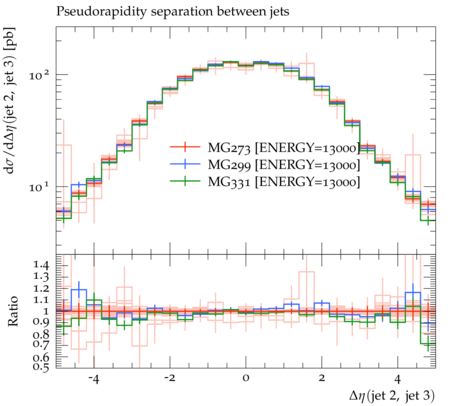 Pseudorapidity separation between jets
dσ/dΔη(jet 2, jet 3) [pb]
10²
10¹
MG273 [ENERGY=13000]
MG299 [ENERGY=13000]
MG331 [ENERGY=13000]
Ratio
1.4
1.3
1.2
1.1
1
0.9
0.8
0.7
0.6
0.5
-4 -2 0 2 4
Δη(jet 2, jet 3)